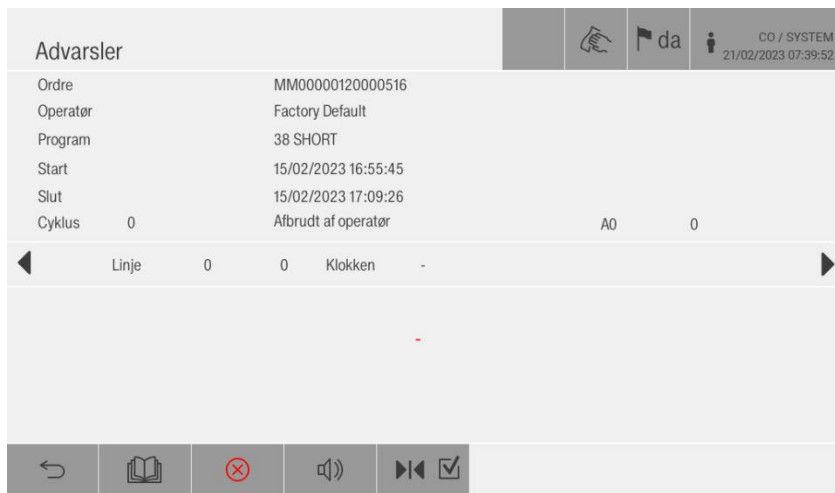 Advarsler
da
CO / SYSTEM
21/02/2023 07:39:52
Ordre MM00000120000516
Operatør Factory Default
Program 38 SHORT
Start 15/02/2023 16:55:45
Slut 15/02/2023 17:09:26
Cyklus 0 Afbrudt af operatør A0 0
Linje 0 0 Klokken -
-